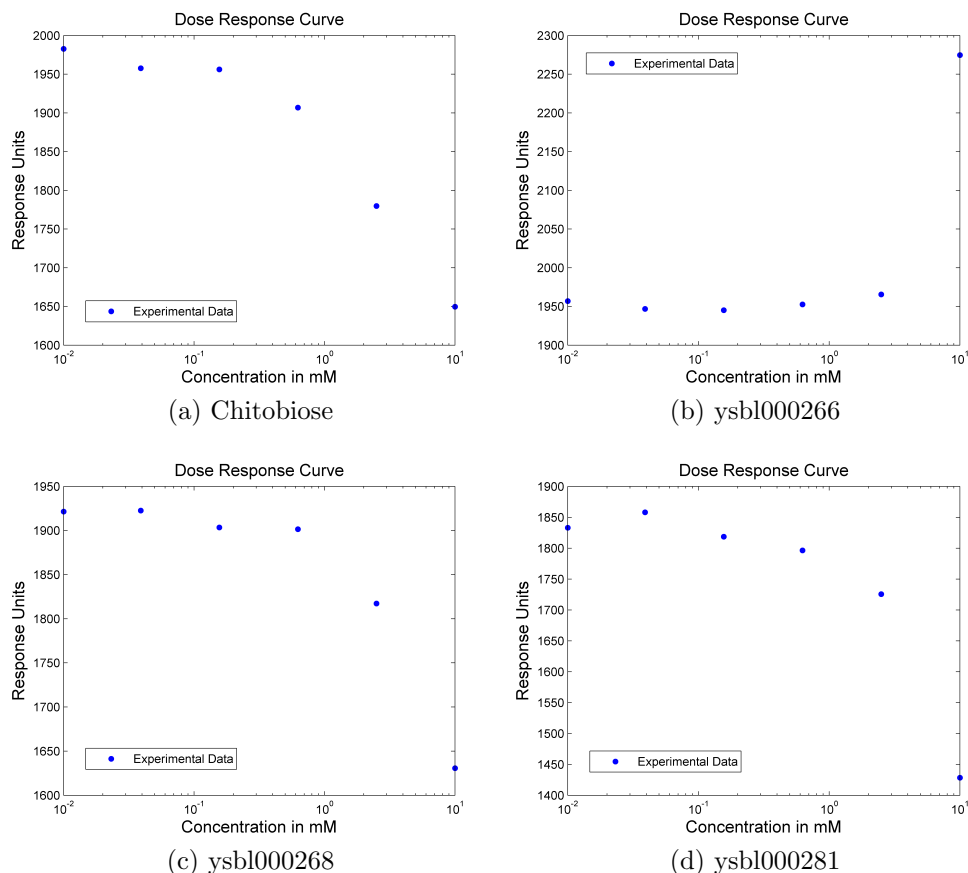 Dose Response Curve
2000
1950
1900
1850
1800
1750
1700
1650
1600
Response Units
Experimental Data
10^-2
10^-1
10^0
10^1
Concentration in mM
(a) Chitobiose
Dose Response Curve
2300
2250
2200
2150
2100
2050
2000
1950
1900
Response Units
Experimental Data
10^-2
10^-1
10^0
10^1
Concentration in mM
(b) ysbl000266
Dose Response Curve
1950
1900
1850
1800
1750
1700
1650
1600
Response Units
Experimental Data
10^-2
10^-1
10^0
10^1
Concentration in mM
(c) ysbl000268
Dose Response Curve
1900
1850
1800
1750
1700
1650
1600
1550
1500
1450
1400
Response Units
Experimental Data
10^-2
10^-1
10^0
10^1
Concentration in mM
(d) ysbl000281